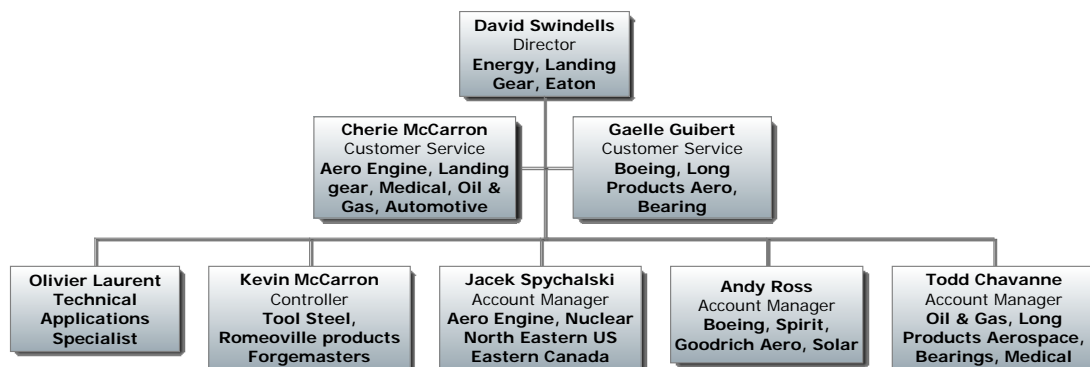 David Swindells
Director
Energy, Landing
Gear, Eaton
Cherie McCarron
Customer Service
Aero Engine, Landing
gear, Medical, Oil &
Gas, Automotive
Gaelle Guibert
Customer Service
Boeing, Long
Products Aero,
Bearing
Olivier Laurent
Technical
Applications
Specialist
Kevin McCarron
Controller
Tool Steel,
Romeoville products
Forgemasters
Jacek Spychalski
Account Manager
Aero Engine, Nuclear
North Eastern US
Eastern Canada
Andy Ross
Account Manager
Boeing, Spirit,
Goodrich Aero, Solar
Todd Chavanne
Account Manager
Oil & Gas, Long
Products Aerospace,
Bearings, Medical